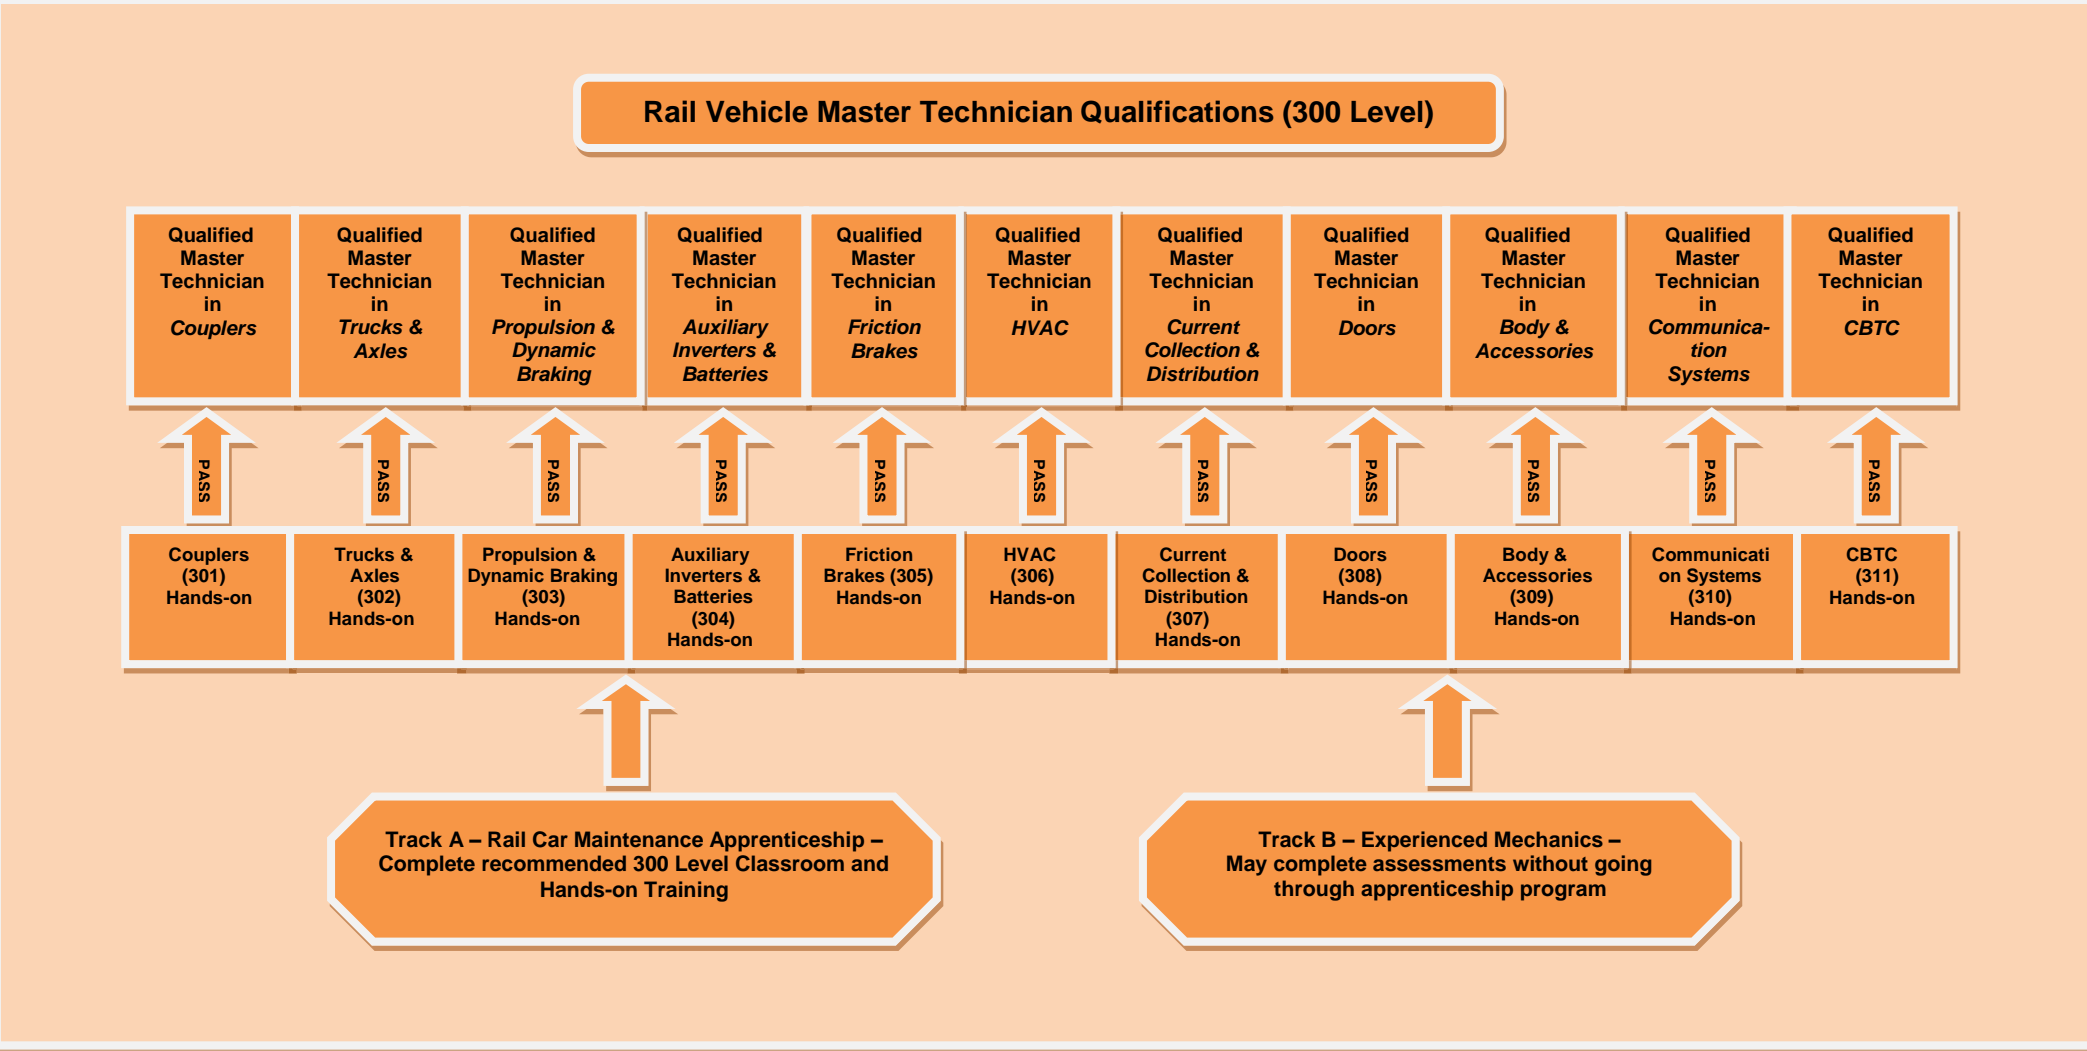 Rail Vehicle Master Technician Qualifications (300 Level)
Qualified
Master
Technician
in
Couplers
Qualified
Master
Technician
in
Trucks &
Axles
Qualified
Master
Technician
in
Propulsion &
Dynamic
Braking
Qualified
Master
Technician
in
Auxiliary
Inverters &
Batteries
Qualified
Master
Technician
in
Friction
Brakes
Qualified
Master
Technician
in
HVAC
Qualified
Master
Technician
in
Current
Collection &
Distribution
Qualified
Master
Technician
in
Doors
Qualified
Master
Technician
in
Body &
Accessories
Qualified
Master
Technician
in
Communica-
tion
Systems
Qualified
Master
Technician
in
CBTC
PASS
PASS
PASS
PASS
PASS
PASS
PASS
PASS
PASS
PASS
PASS
Couplers
(301)
Hands-on
Trucks &
Axles
(302)
Hands-on
Propulsion &
Dynamic Braking
(303)
Hands-on
Auxiliary
Inverters &
Batteries
(304)
Hands-on
Friction
Brakes (305)
Hands-on
HVAC
(306)
Hands-on
Current
Collection &
Distribution
(307)
Hands-on
Doors
(308)
Hands-on
Body &
Accessories
(309)
Hands-on
Communicati
on Systems
(310)
Hands-on
CBTC
(311)
Hands-on
Track A – Rail Car Maintenance Apprenticeship –
Complete recommended 300 Level Classroom and
Hands-on Training
Track B – Experienced Mechanics –
May complete assessments without going
through apprenticeship program